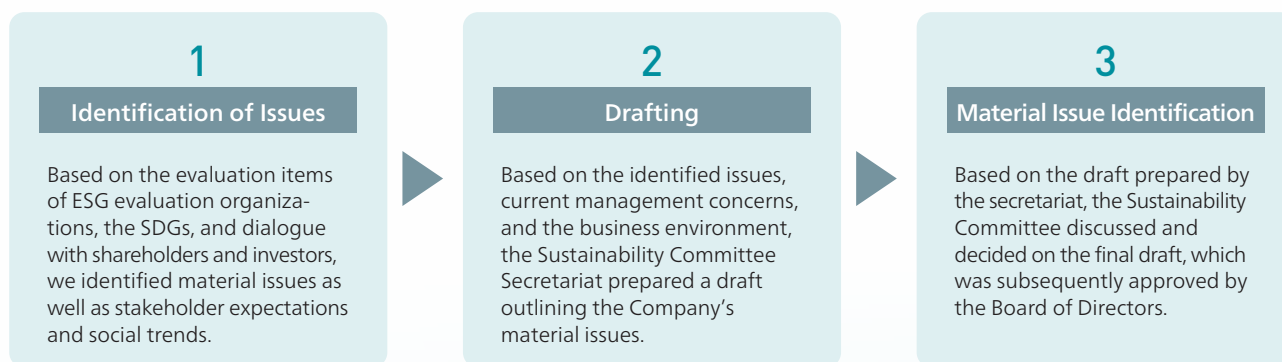 1
Identification of Issues
Based on the evaluation items
of ESG evaluation organiza-
tions, the SDGs, and dialogue
with shareholders and investors,
we identified material issues as
well as stakeholder expectations
and social trends.
2
Drafting
Based on the identified issues,
current management concerns,
and the business environment,
the Sustainability Committee
Secretariat prepared a draft
outlining the Company’s
material issues.
3
Material Issue Identification
Based on the draft prepared by
the secretariat, the Sustainability
Committee discussed and
decided on the final draft, which
was subsequently approved by
the Board of Directors.